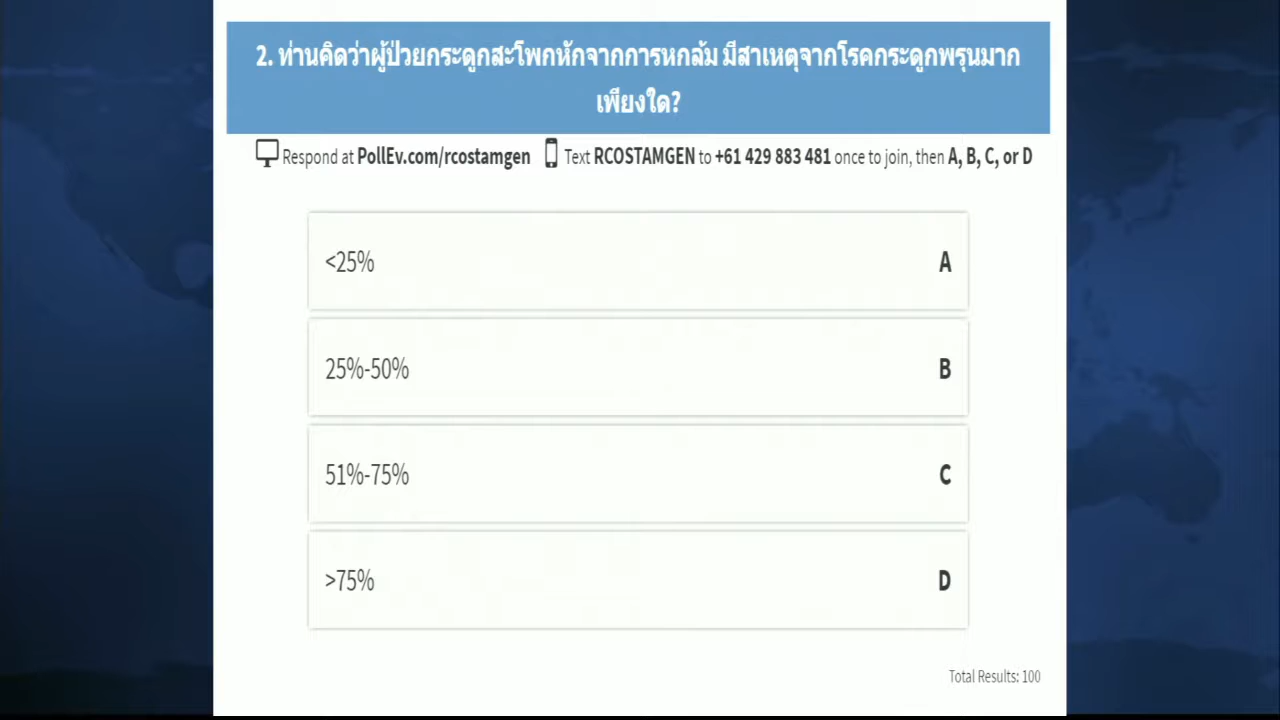 2. ท่านคิดว่าผู้ป่วยกระดูกสะโพกหักจากการหกล้ม มีสาเหตุจากโรคกระดูกพรุนมาก
เพียงใด?
Respond at PollEv.com/rcostamgen Text RCOSTAMGEN to +61 429 883 481 once to join, then A, B, C, or D
<25% A
25%-50% B
51%-75% C
>75% D
Total Results: 100